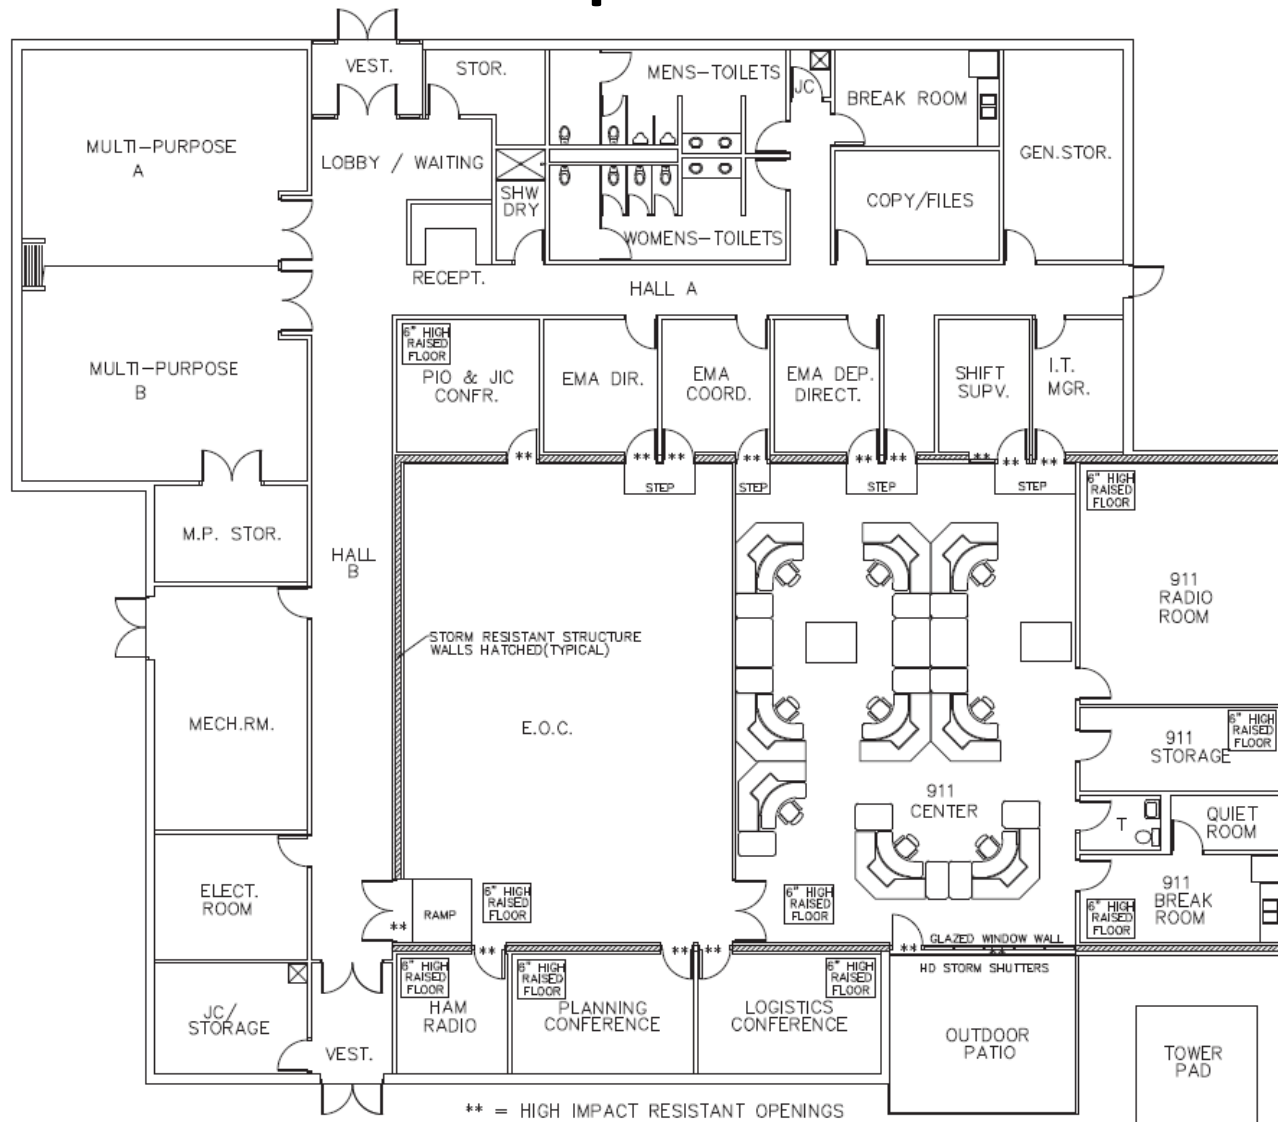 VEST.
STOR.
MENS-TOILETS
JC
BREAK ROOM
MULTI-PURPOSE
A
LOBBY / WAITING
GEN.STOR.
SHW
DRY
COPY/FILES
WOMENS-TOILETS
RECEPT.
HALL A
6" HIGH
RAISED
FLOOR
PIO & JIC
CONFR.
EMA DIR.
EMA
COORD.
EMA DEP.
DIRECT.
SHIFT
SUPV.
I.T.
MGR.
MULTI-PURPOSE
B
**
**
**
**
**
**
**
**
**
STEP
STEP
STEP
STEP
6" HIGH
RAISED
FLOOR
M.P. STOR.
HALL
B
911
RADIO
ROOM
STORM RESISTANT STRUCTURE
WALLS HATCHED(TYPICAL)
MECH.RM.
E.O.C.
6" HIGH
RAISED
FLOOR
911
STORAGE
911
CENTER
T
QUIET
ROOM
ELECT.
ROOM
**
RAMP
6" HIGH
RAISED
FLOOR
6" HIGH
RAISED
FLOOR
6" HIGH
RAISED
FLOOR
911
BREAK
ROOM
**
**
**
**
GLAZED WINDOW WALL
**
HD STORM SHUTTERS
6" HIGH
RAISED
FLOOR
HAM
RADIO
6" HIGH
RAISED
FLOOR
PLANNING
CONFERENCE
6" HIGH
RAISED
FLOOR
LOGISTICS
CONFERENCE
JC/
STORAGE
VEST.
OUTDOOR
PATIO
TOWER
PAD
** = HIGH IMPACT RESISTANT OPENINGS